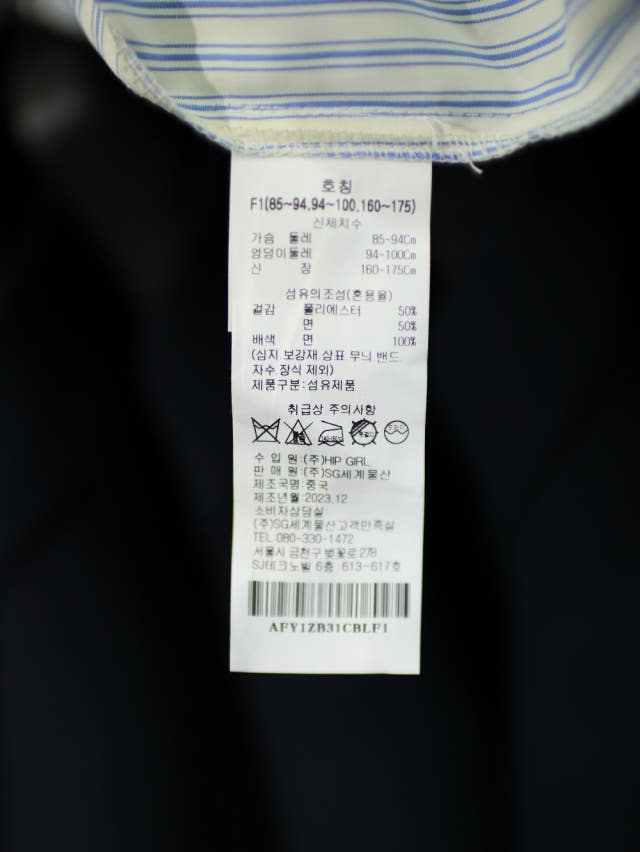 호칭
F1(85~94,94~100,160~175)
신체치수
가슴 둘레 85-94Cm
엉덩이둘레 94-100Cm
신 장 160-175Cm
섬유의조성(혼용율)
겉감 폴리에스터 50%
면 50%
배색 면 100%
(심지.보강재.상표.무늬.밴드.
자수.장식 제외)
제품구분:섬유제품
취급상 주의사항
수 입 원:(주)HIP GIRL
판 매 원:(주)SG세계물산
제조국명:중국
제조년월:2023.12
소비자상담실:
(주)SG세계물산고객만족실
TEL:080-330-1472
서울시 금천구 벚꽃로 278
SJ테크노빌 6층 613-617호
AFY1ZB31CBLF1